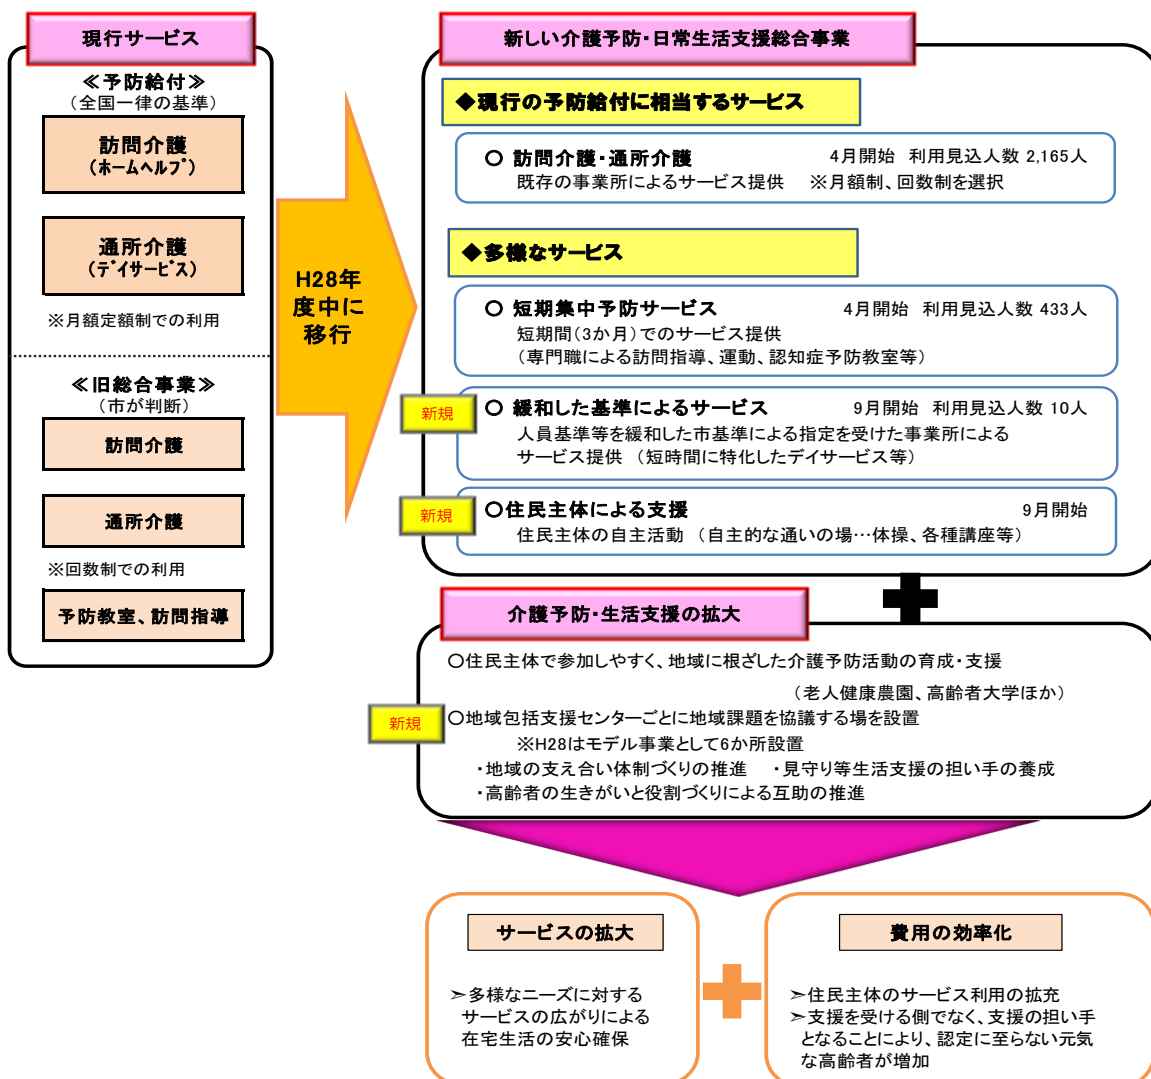 現行サービス
≪予防給付≫
（全国一律の基準）
訪問介護
（ﾎｰﾑﾍﾙﾌﾟ）
通所介護
（ﾃﾞｲｻｰﾋﾞｽ）
※月額定額制での利用
≪旧総合事業≫
（市が判断）
訪問介護
通所介護
※回数制での利用
予防教室、訪問指導
H28年
度中に
移行
新しい介護予防・日常生活支援総合事業
◆現行の予防給付に相当するサービス
○ 訪問介護・通所介護　4月開始　利用見込人数 2,165人
既存の事業所によるサービス提供　※月額制、回数制を選択
◆多様なサービス
○ 短期集中予防サービス　4月開始　利用見込人数 433人
短期間（3か月）でのサービス提供
（専門職による訪問指導、運動、認知症予防教室等）
新規
○ 緩和した基準によるサービス　9月開始　利用見込人数 10人
人員基準等を緩和した市基準による指定を受けた事業所による
サービス提供　（短時間に特化したデイサービス等）
新規
○住民主体による支援　9月開始
住民主体の自主活動　（自主的な通いの場…体操、各種講座等）
介護予防・生活支援の拡大
○住民主体で参加しやすく、地域に根ざした介護予防活動の育成・支援
（老人健康農園、高齢者大学ほか）
新規
○地域包括支援センターごとに地域課題を協議する場を設置
※H28はモデル事業として6か所設置
・地域の支え合い体制づくりの推進　・見守り等生活支援の担い手の養成
・高齢者の生きがいと役割づくりによる互助の推進
サービスの拡大
➢多様なニーズに対する
サービスの広がりによる
在宅生活の安心確保
費用の効率化
➢住民主体のサービス利用の拡充
➢支援を受ける側でなく、支援の担い手
となることにより、認定に至らない元気
な高齢者が増加